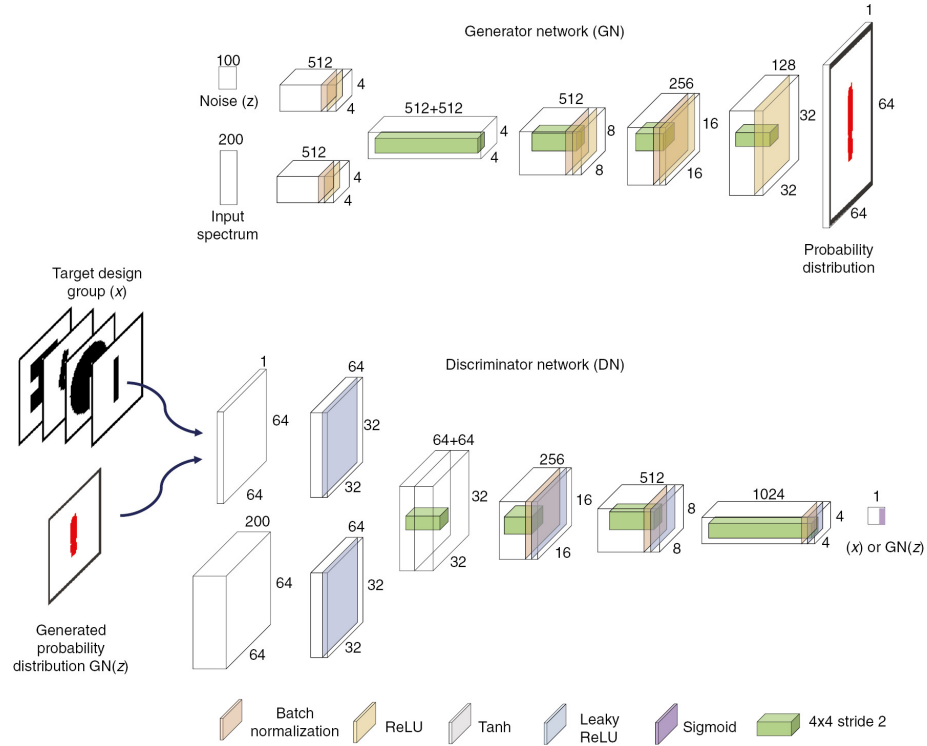 Generator network (GN)
100
Noise (z)
512
4
4
200
Input
spectrum
512
4
4
512+512
4
4
512
8
8
256
16
16
128
32
32
1
64
64
Probability
distribution
Target design
group (x)
Discriminator network (DN)
1
64
64
64
32
32
200
64
64
64
32
32
64+64
32
32
256
16
16
512
8
8
1024
4
4
1
(x) or GN(z)
Generated
probability
distribution GN(z)
Batch
normalization
ReLU
Tanh
Leaky
ReLU
Sigmoid
4x4 stride 2